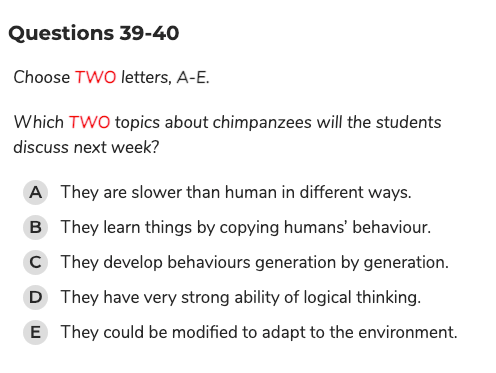 Questions 39-40
Choose TWO letters, A-E.
Which TWO topics about chimpanzees will the students
discuss next week?
A They are slower than human in different ways.
B They learn things by copying humans’ behaviour.
C They develop behaviours generation by generation.
D They have very strong ability of logical thinking.
E They could be modified to adapt to the environment.